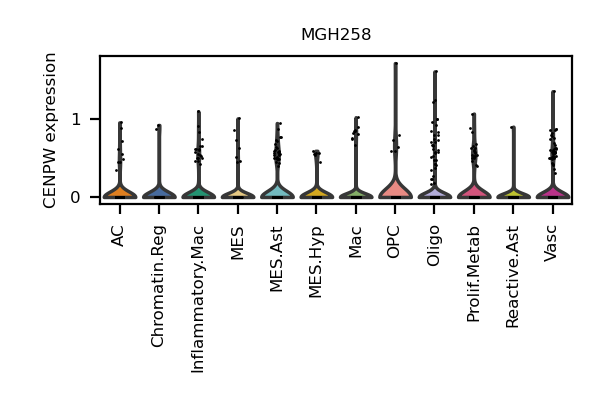 MGH258
CENPW expression
1
0
AC
Chromatin.Reg
Inflammatory.Mac
MES
MES.Ast
MES.Hyp
Mac
OPC
Oligo
Prolif.Metab
Reactive.Ast
Vasc